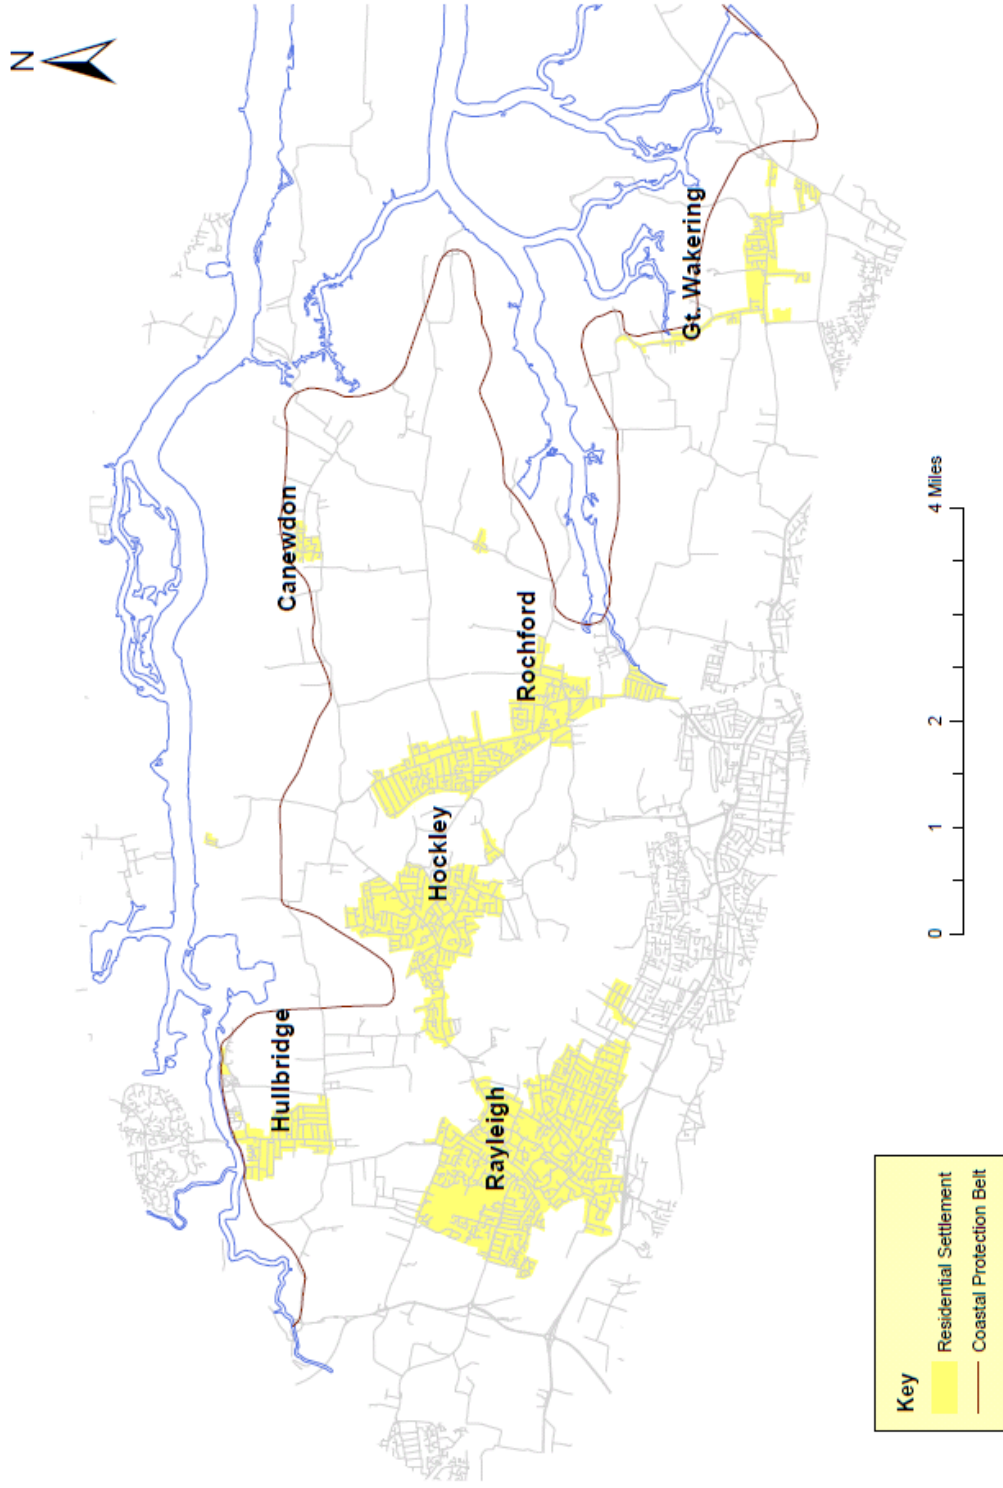 N
Hullbridge
Canewdon
Rayleigh
Hockley
Rochford
Gt. Wakering
Key
Residential Settlement
Coastal Protection Belt
0 1 2 4 Miles